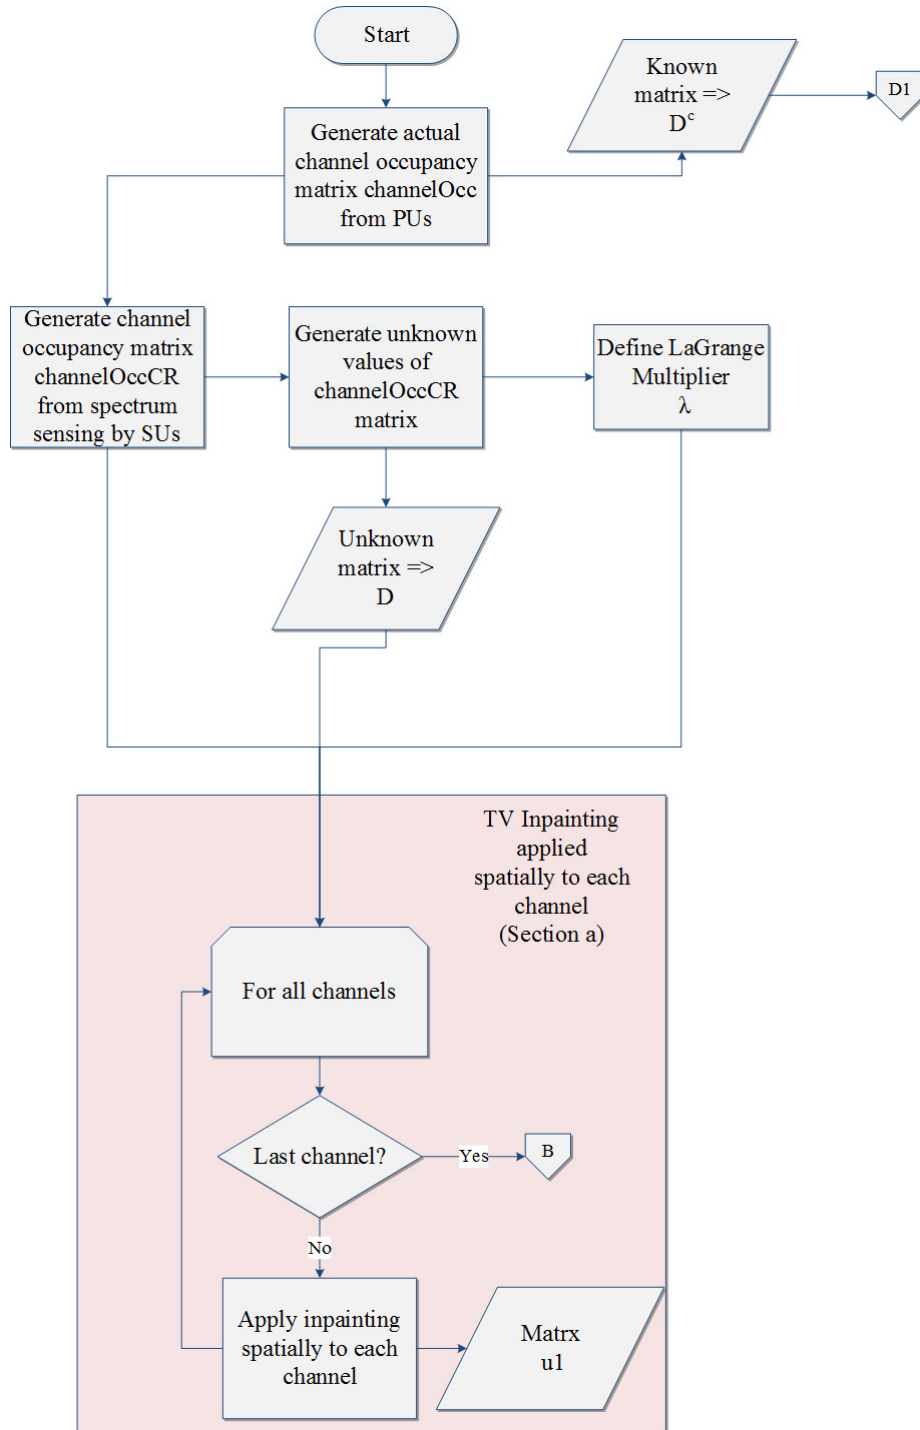 Start
Known
matrix =>
D^c
D1
Generate actual
channel occupancy
matrix channelOcc
from PUs
Generate channel
occupancy matrix
channelOccCR
from spectrum
sensing by SUs
Generate unknown
values of
channelOccCR
matrix
Define LaGrange
Multiplier
λ
Unknown
matrix =>
D
TV Inpainting
applied
spatially to each
channel
(Section a)
For all channels
Last channel?
Yes
B
No
Apply inpainting
spatially to each
channel
Matrx
u1